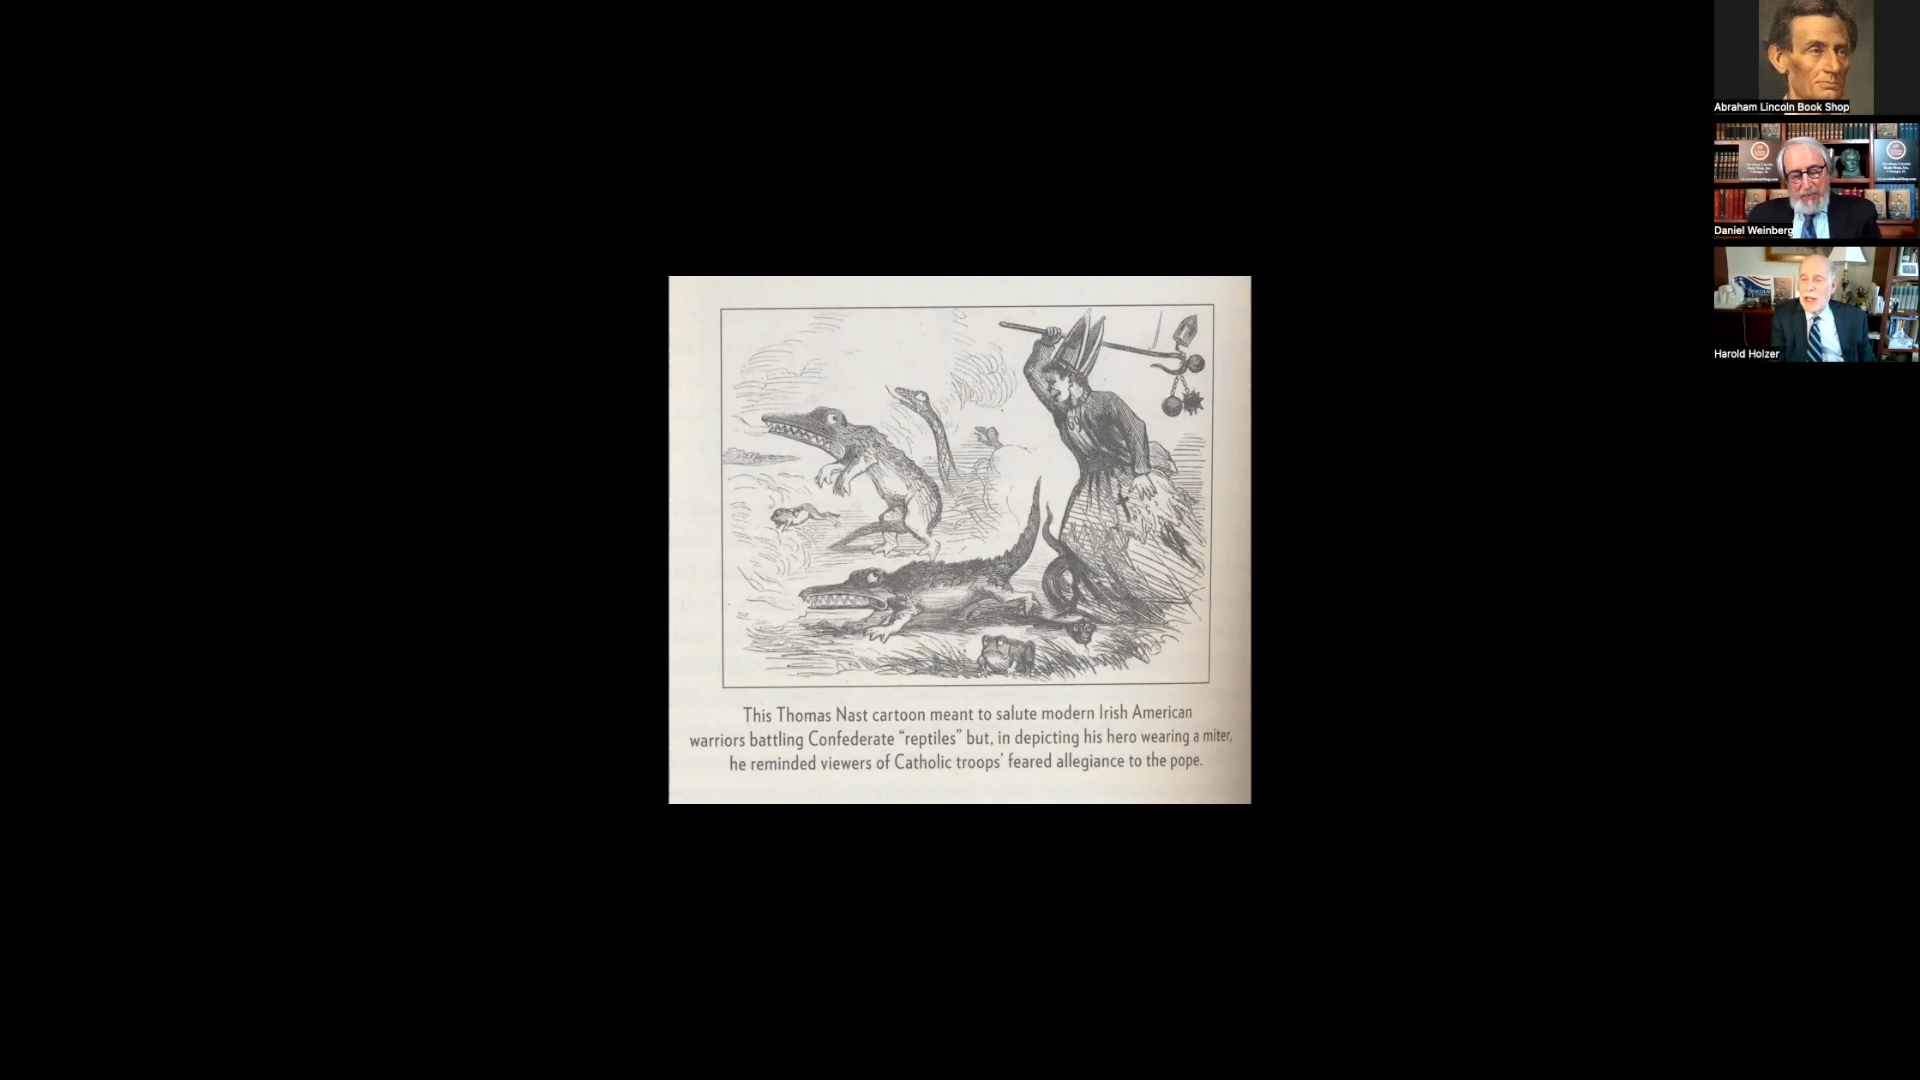 This Thomas Nast cartoon meant to salute modern Irish American
warriors battling Confederate “reptiles” but, in depicting his hero wearing a miter,
he reminded viewers of Catholic troops’ feared allegiance to the pope.
Abraham Lincoln Book Shop
Daniel Weinberg
Harold Holzer